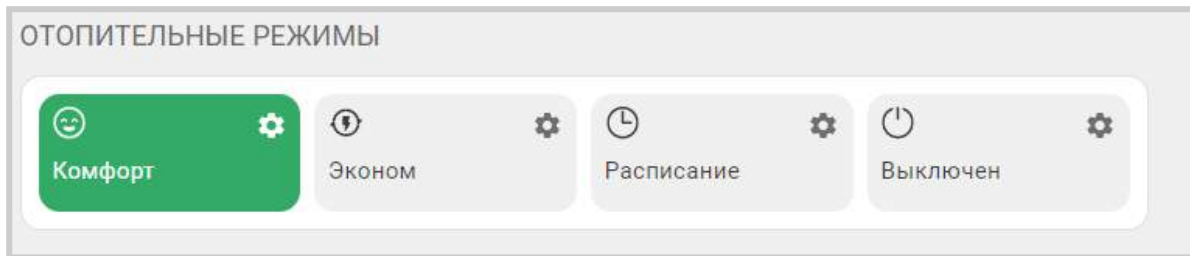 ОТОПИТЕЛЬНЫЕ РЕЖИМЫ
Комфорт
Эконом
Расписание
Выключен